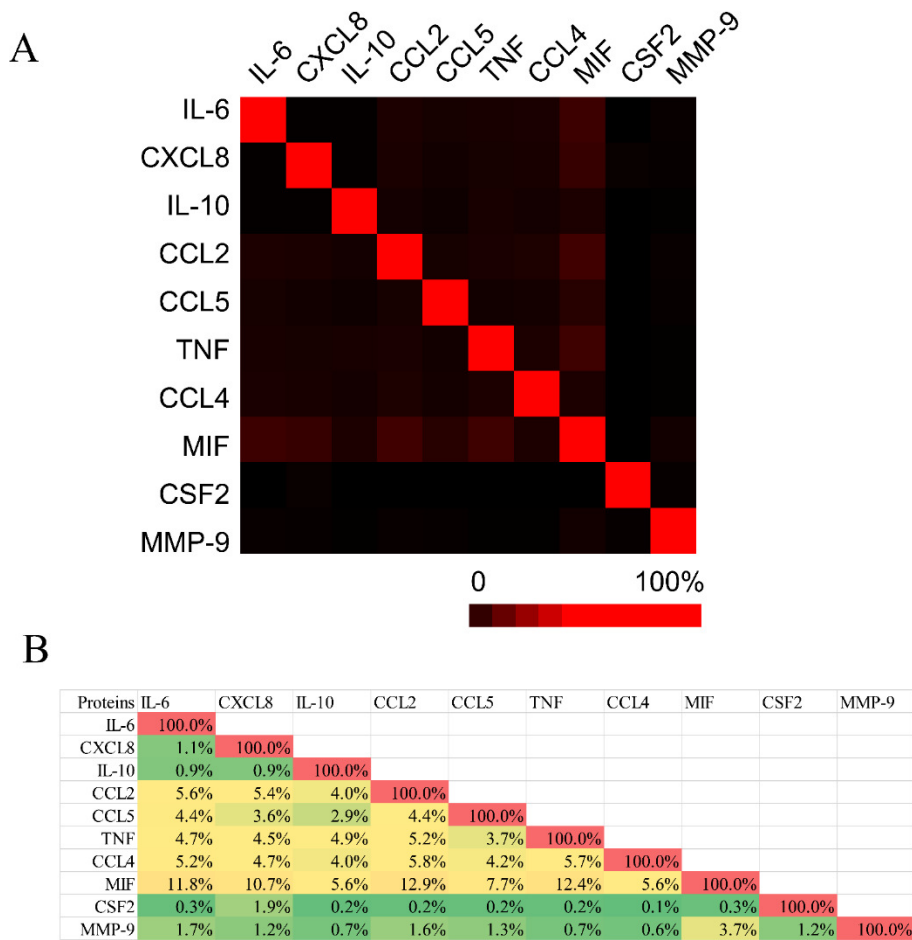 A
IL-6 CXCL8 IL-10 CCL2 CCL5 TNF CCL4 MIF CSF2 MMP-9
IL-6
CXCL8
IL-10
CCL2
CCL5
TNF
CCL4
MIF
CSF2
MMP-9
0 100%
B
Proteins IL-6 CXCL8 IL-10 CCL2 CCL5 TNF CCL4 MIF CSF2 MMP-9
IL-6 100.0%
CXCL8 1.1% 100.0%
IL-10 0.9% 0.9% 100.0%
CCL2 5.6% 5.4% 4.0% 100.0%
CCL5 4.4% 3.6% 2.9% 4.4% 100.0%
TNF 4.7% 4.5% 4.9% 5.2% 3.7% 100.0%
CCL4 5.2% 4.7% 4.0% 5.8% 4.2% 5.7% 100.0%
MIF 11.8% 10.7% 5.6% 12.9% 7.7% 12.4% 5.6% 100.0%
CSF2 0.3% 1.9% 0.2% 0.2% 0.2% 0.2% 0.1% 0.3% 100.0%
MMP-9 1.7% 1.2% 0.7% 1.6% 1.3% 0.7% 0.6% 3.7% 1.2% 100.0%